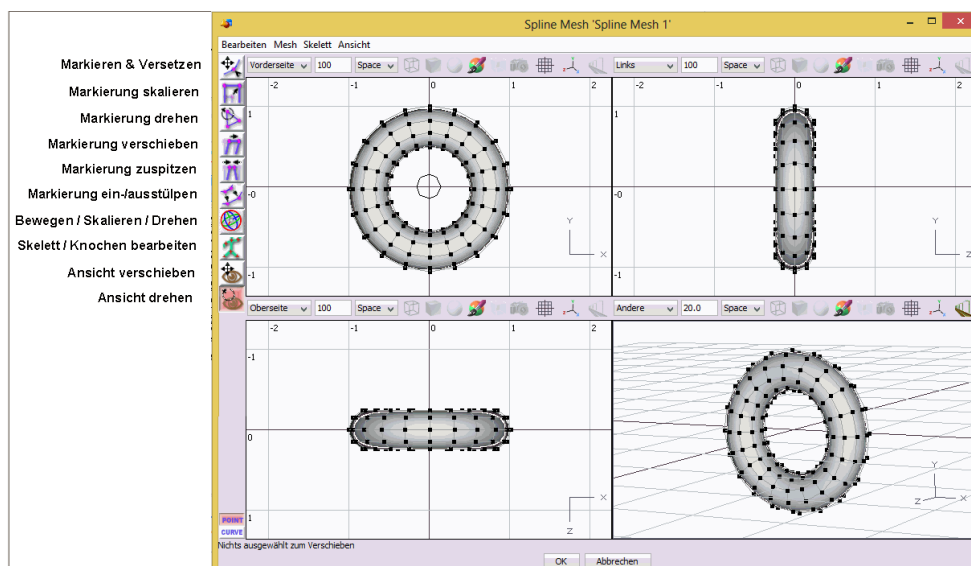 Spline Mesh 'Spline Mesh 1'
Bearbeiten Mesh Skelett Ansicht
Markieren & Versetzen
Markierung skalieren
Markierung drehen
Markierung verschieben
Markierung zuspitzen
Markierung ein-/ausstülpen
Bewegen / Skalieren / Drehen
Skelett / Knochen bearbeiten
Ansicht verschieben
Ansicht drehen
Vorderseite 100 Space
-2 -1 0 1 2
1
-0
-1
Y
X
Links 100 Space
-2 -1 0 1 2
1
-0
-1
Y
Z
Oberseite 100 Space
-2 -1 0 1 2
-1
0
1
X
Z
Andere 20.0 Space
Y
Z X
POINT
CURVE
Nichts ausgewählt zum Verschieben
OK Abbrechen